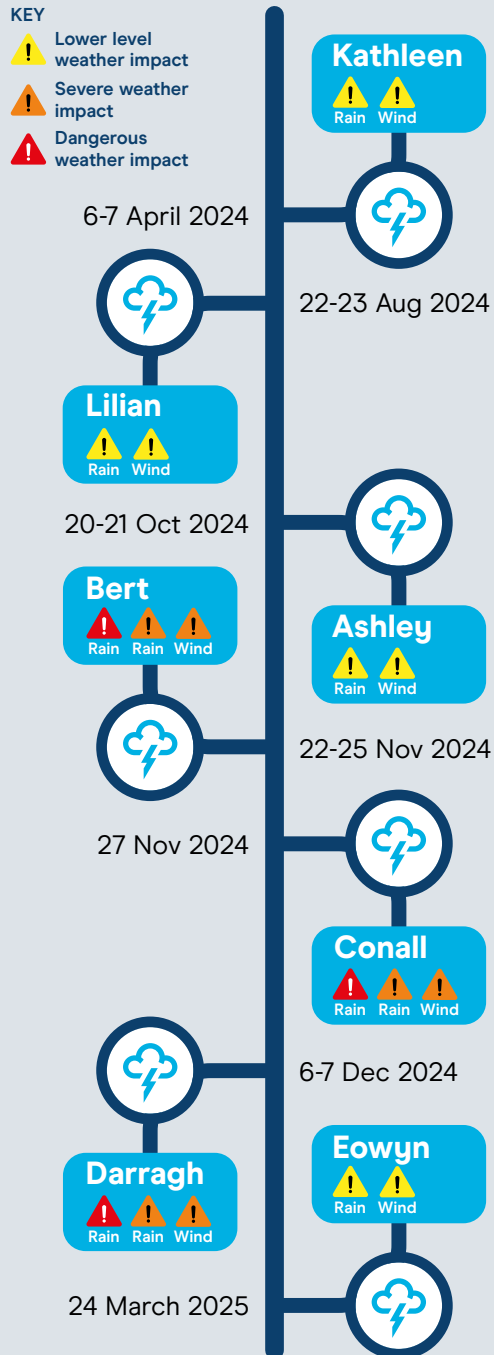 KEY
Lower level
weather impact
Severe weather
impact
Dangerous
weather impact
Kathleen
Rain Wind
6-7 April 2024
22-23 Aug 2024
Lilian
Rain Wind
20-21 Oct 2024
Bert
Rain Rain Wind
Ashley
Rain Wind
22-25 Nov 2024
27 Nov 2024
Conall
Rain Rain Wind
6-7 Dec 2024
Darragh
Rain Rain Wind
Eowyn
Rain Wind
24 March 2025